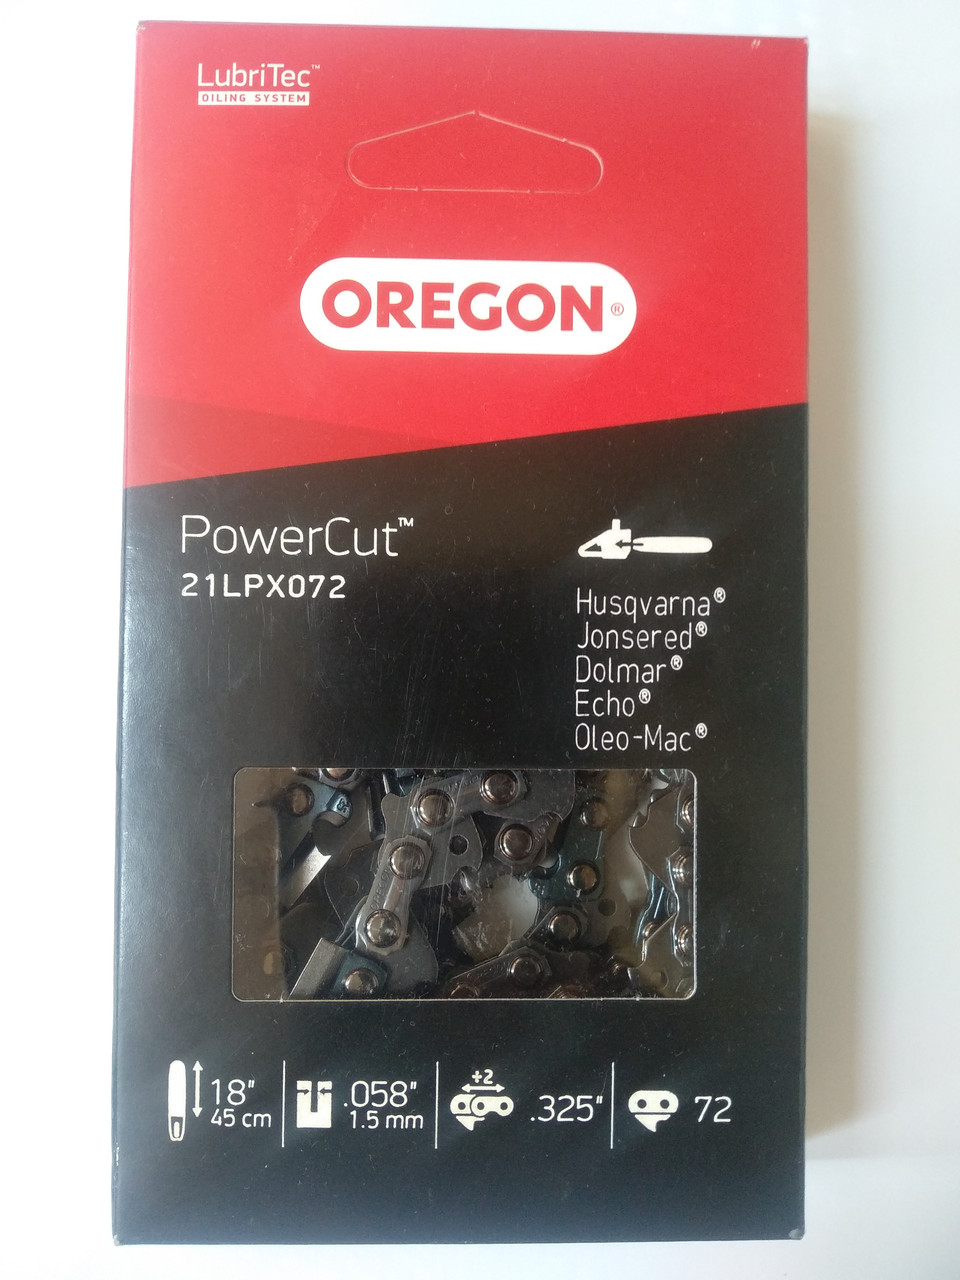 LubriTec™
OILING SYSTEM
OREGON®
PowerCut™
21LPX072
Husqvarna®
Jonsered®
Dolmar®
Echo®
Oleo-Mac®
18"
45 cm
.058"
1.5 mm
+2
.325"
72